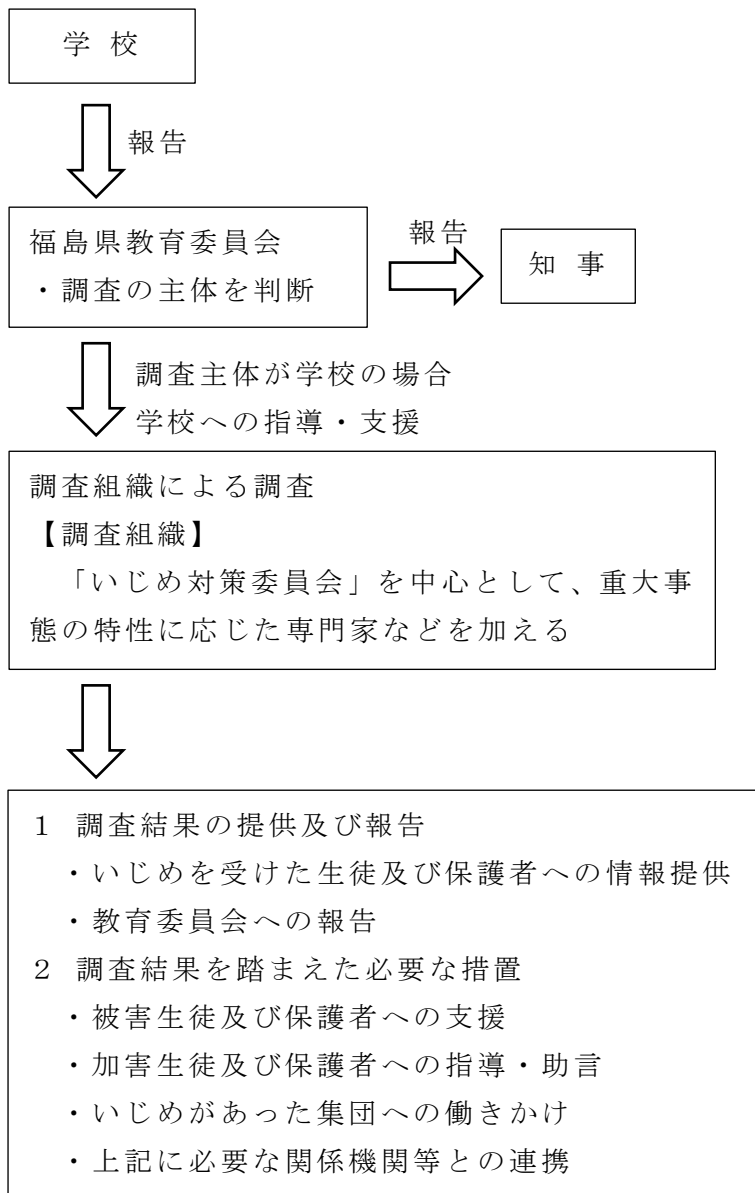 学 校
報告
福島県教育委員会
・調査の主体を判断
報告
知 事
調査主体が学校の場合
学校への指導・支援
調査組織による調査
【調査組織】
「いじめ対策委員会」を中心として、重大事
態の特性に応じた専門家などを加える
1 調査結果の提供及び報告
・いじめを受けた生徒及び保護者への情報提供
・教育委員会への報告
2 調査結果を踏まえた必要な措置
・被害生徒及び保護者への支援
・加害生徒及び保護者への指導・助言
・いじめがあった集団への働きかけ
・上記に必要な関係機関等との連携